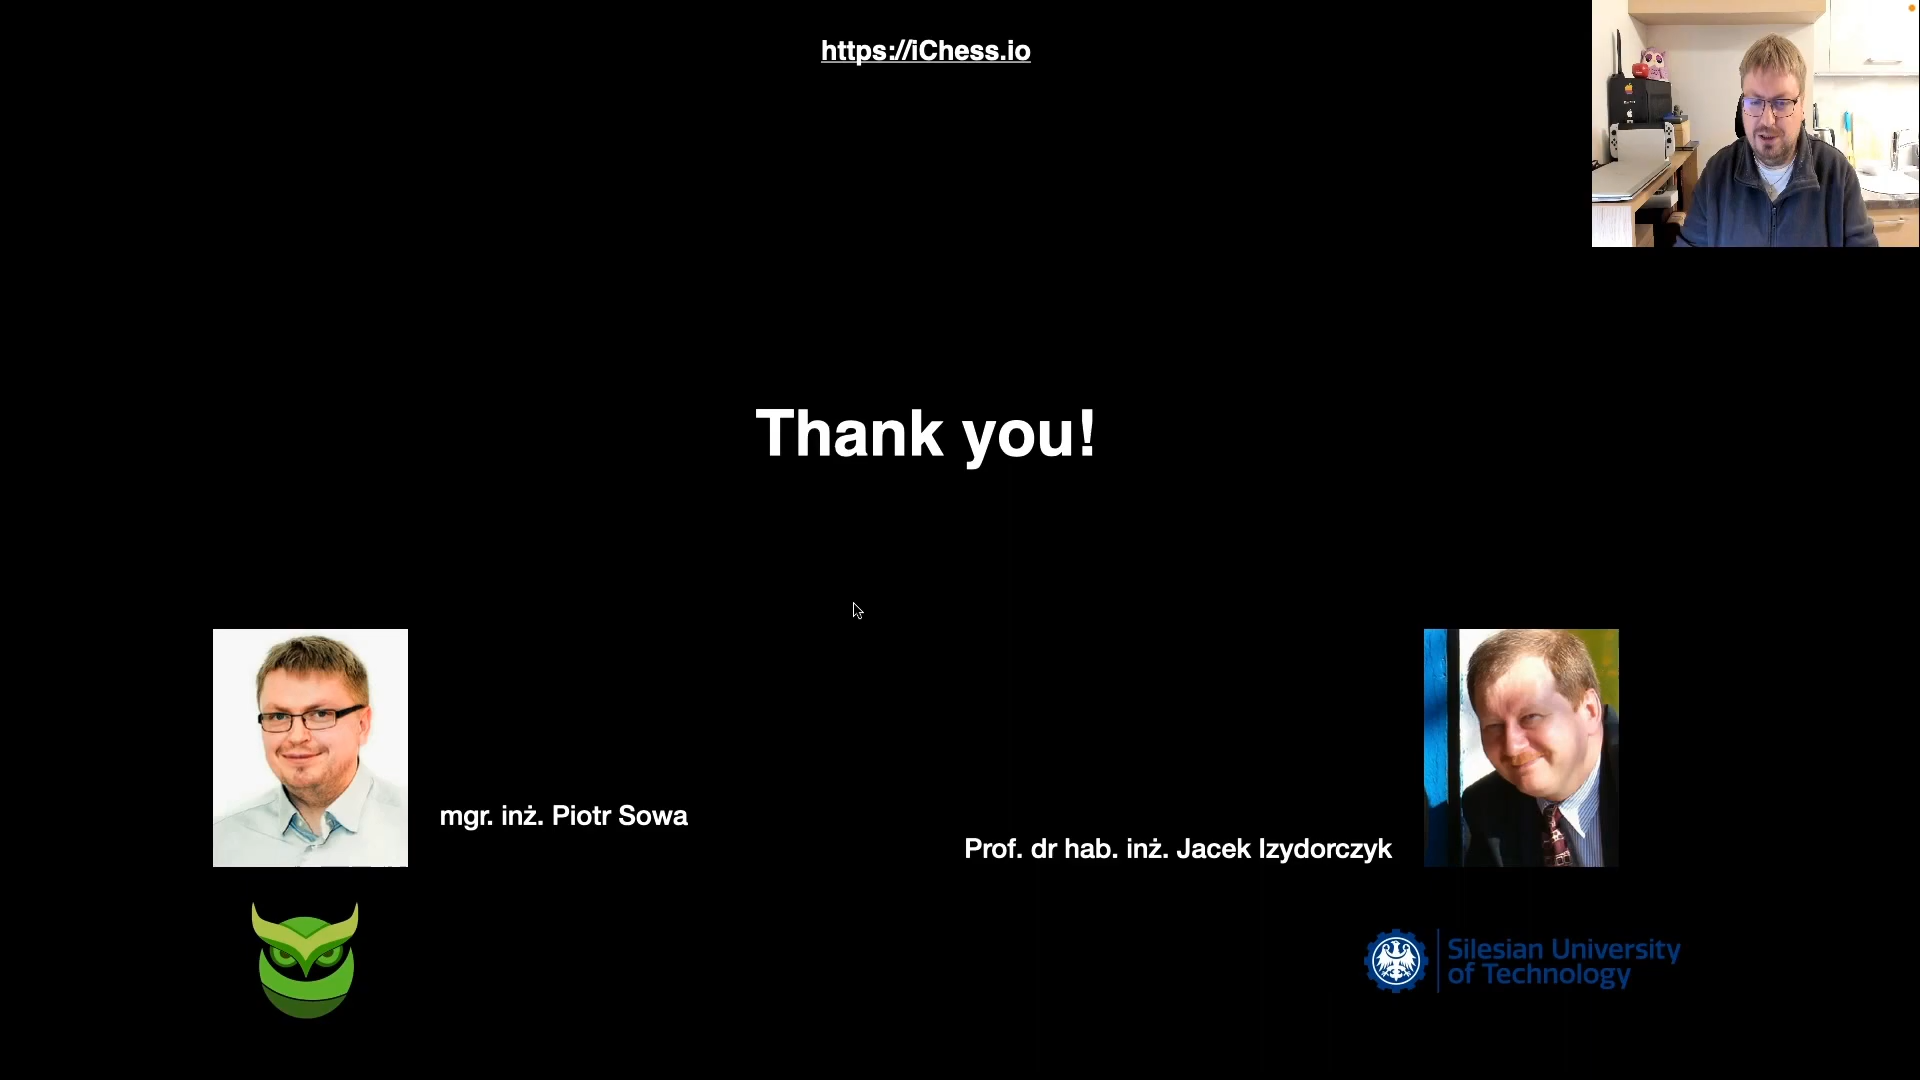 https://iChess.io
Thank you!
mgr. inż. Piotr Sowa
Prof. dr hab. inż. Jacek Izydorczyk
Silesian University
of Technology